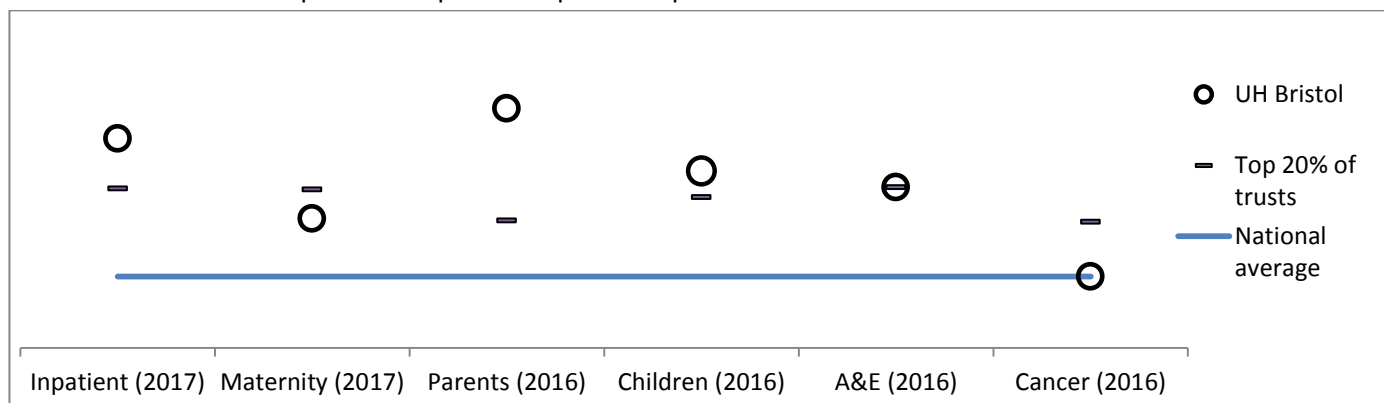 UH Bristol
Top 20% of
trusts
National
average
Inpatient (2017) Maternity (2017) Parents (2016) Children (2016) A&E (2016) Cancer (2016)